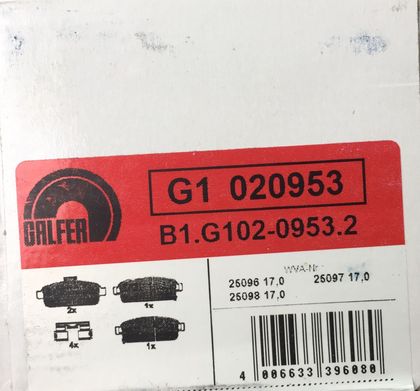 GALFER
G1 020953
B1.G102-0953.2
WVA-Nr
25096 17,0 25097 17,0
25098 17,0
2x
1x
4x
1x
4 006633 396080